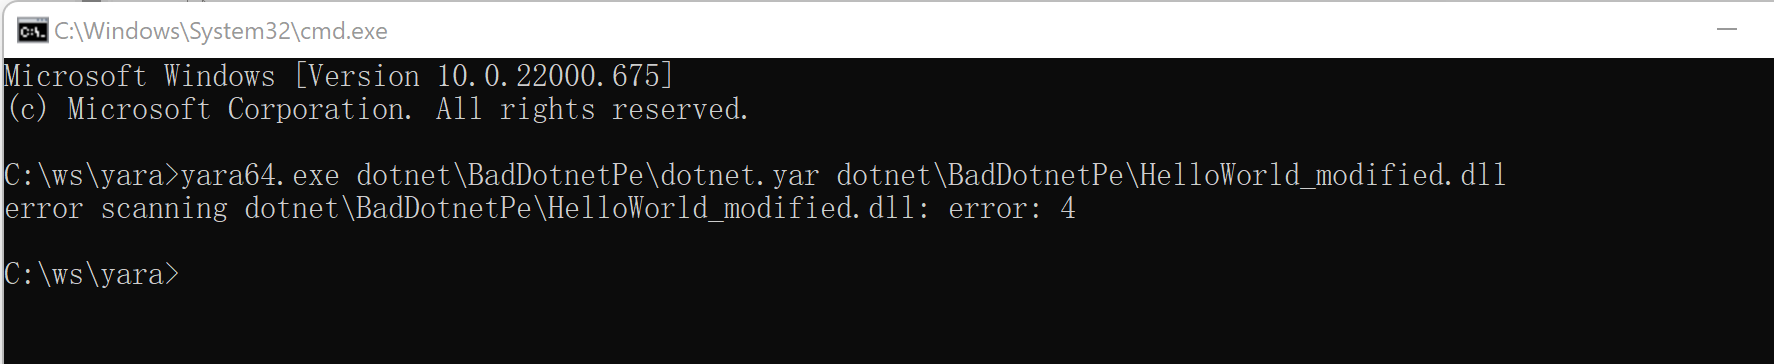 C:\Windows\System32\cmd.exe
Microsoft Windows [Version 10.0.22000.675]
(c) Microsoft Corporation. All rights reserved.
C:\ws\yara>yara64.exe dotnet\BadDotnetPe\dotnet.yar dotnet\BadDotnetPe\HelloWorld_modified.dll
error scanning dotnet\BadDotnetPe\HelloWorld_modified.dll: error: 4
C:\ws\yara>